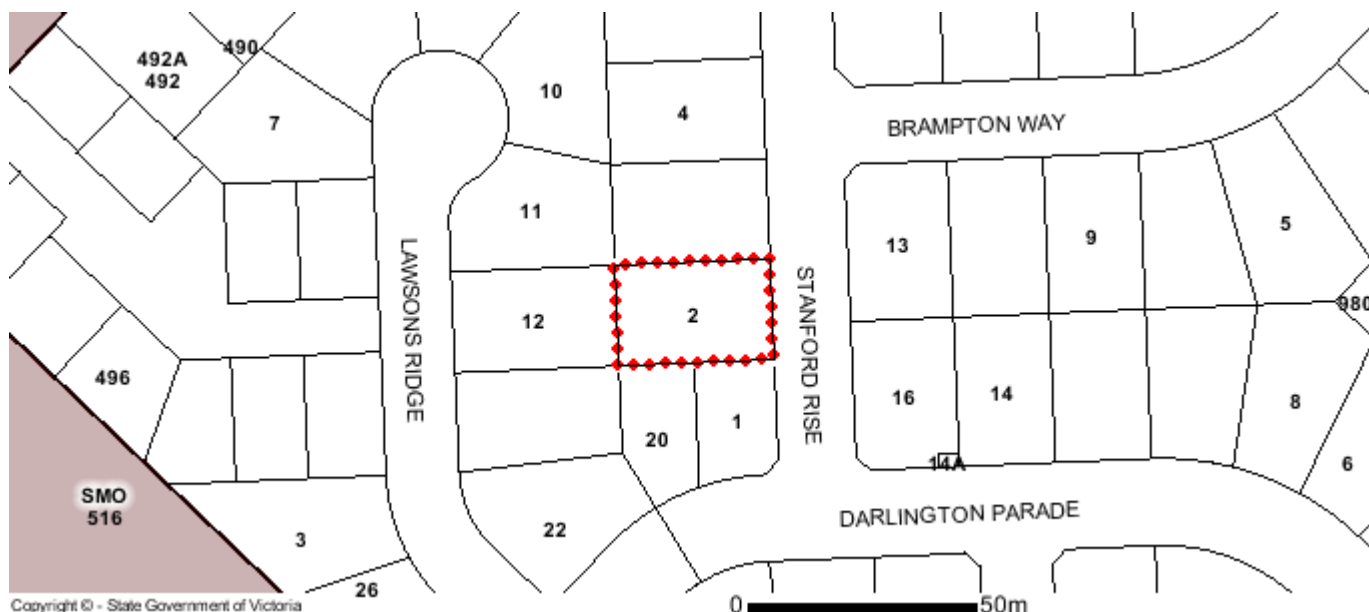 490
492A
492
10
4
7
BRAMPTON WAY
11
5
13
9
LAWSONS RIDGE
STANFORD RISE
980
12
2
496
16
14
8
20
1
14A
6
SMO
516
DARLINGTON PARADE
3
22
26
Copyright © - State Government of Victoria
0 50m